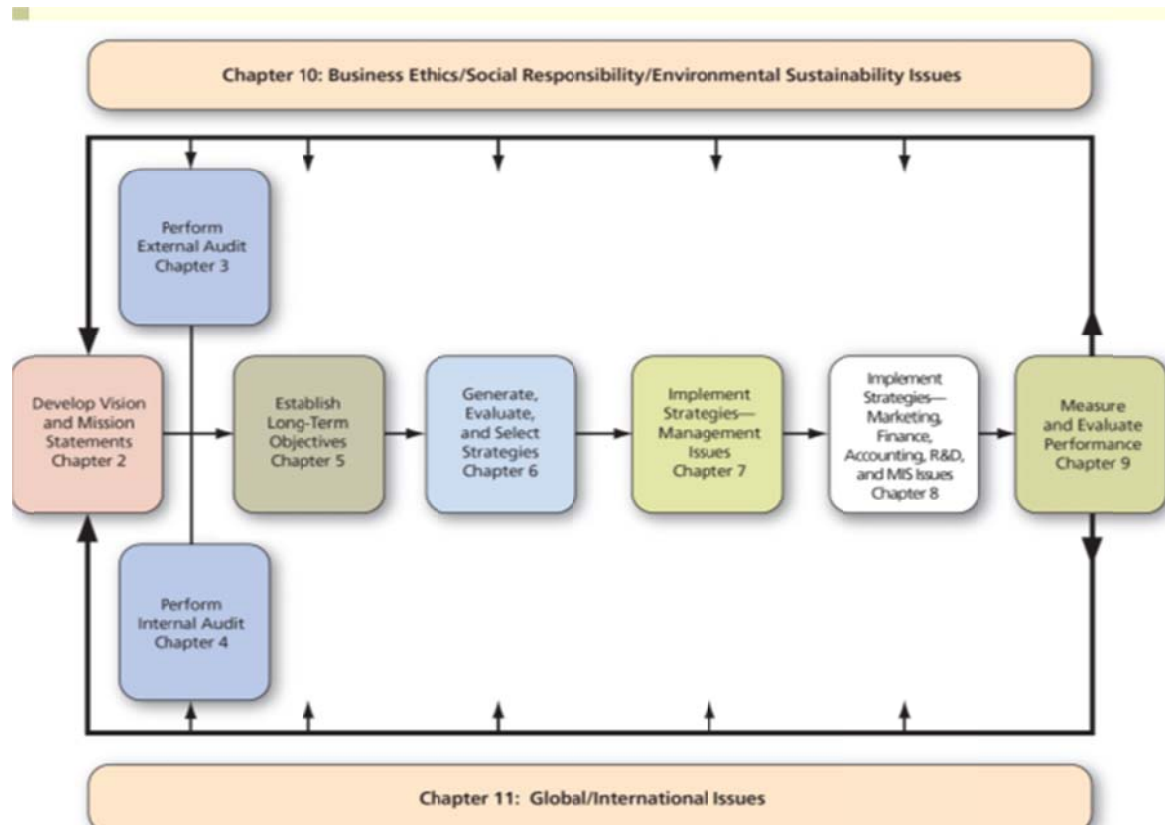 Chapter 10: Business Ethics/Social Responsibility/Environmental Sustainability Issues
Perform
External Audit
Chapter 3
Develop Vision
and Mission
Statements
Chapter 2
Establish
Long-Term
Objectives
Chapter 5
Generate,
Evaluate,
and Select
Strategies
Chapter 6
Implement
Strategies—
Management
Issues
Chapter 7
Implement
Strategies—
Marketing,
Finance,
Accounting, R&D,
and MIS Issues
Chapter 8
Measure
and Evaluate
Performance
Chapter 9
Perform
Internal Audit
Chapter 4
Chapter 11: Global/International Issues